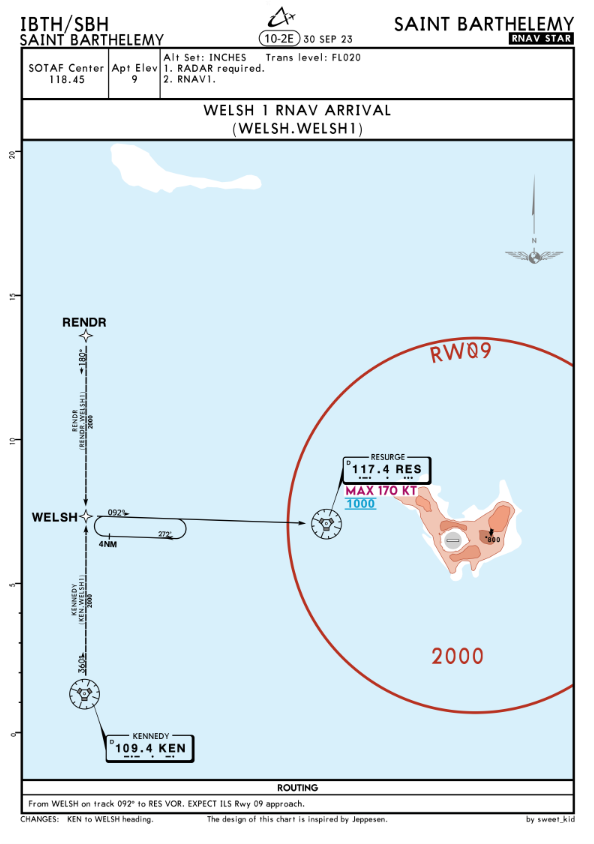 IBTH/SBH
SAINT BARTHELEMY
10-2E 30 SEP 23
SAINT BARTHELEMY
RNAV STAR
SOTAF Center
118.45
Apt Elev
9
Alt Set: INCHES Trans level: FL020
1. RADAR required.
2. RNAV1.
WELSH 1 RNAV ARRIVAL
(WELSH.WELSH1)
20
15
10
5
0
N
RENDR
180°
RENDR
(RENDR.WELSH1)
2000
RW09
RESURGE
D 117.4 RES
MAX 170 KT
1000
WELSH
092°
272°
4NM
800
KENNEDY
(KEN.WELSH1)
2000
360°
2000
KENNEDY
D 109.4 KEN
ROUTING
From WELSH on track 092° to RES VOR. EXPECT ILS Rwy 09 approach.
CHANGES: KEN to WELSH heading.
The design of this chart is inspired by Jeppesen.
by sweet_kid